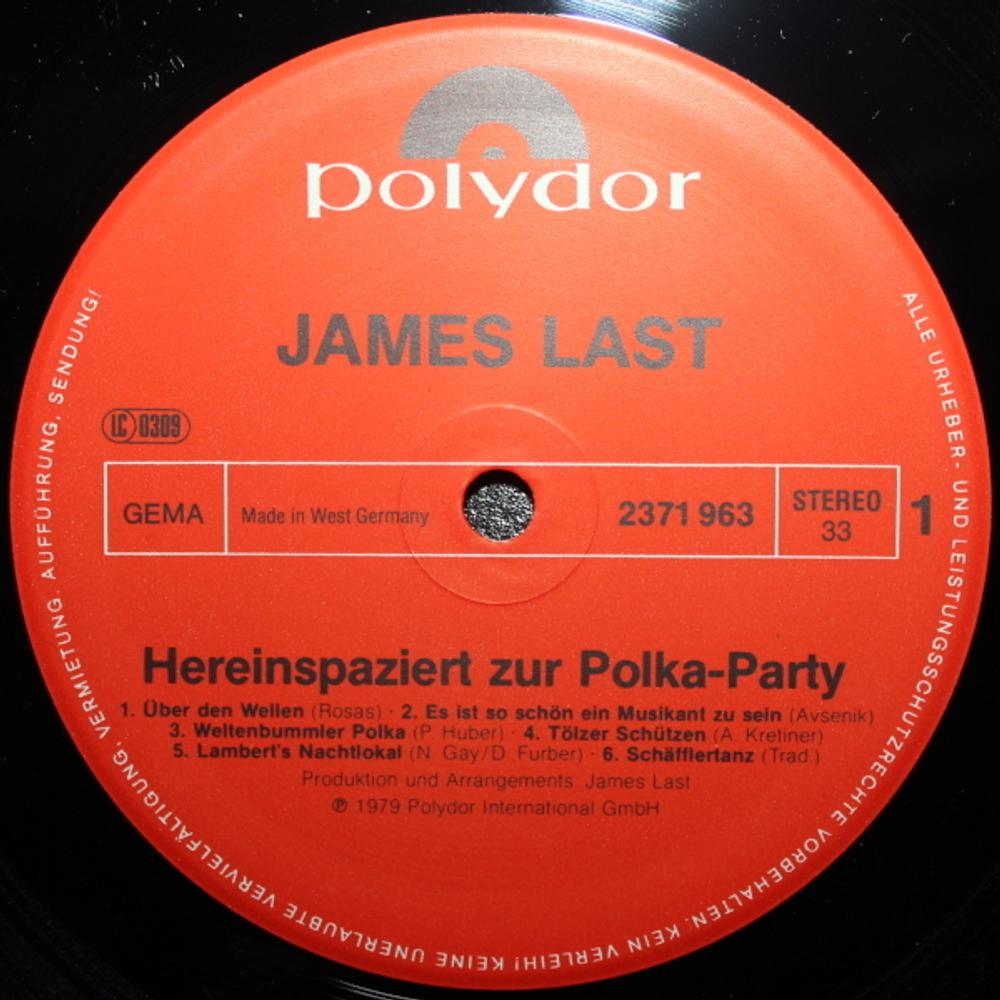 polydor
JAMES LAST
LC 0309
GEMA
Made in West Germany
2371 963
STEREO
33
1
Hereinspaziert zur Polka-Party
1. Über den Wellen (Rosas) · 2. Es ist so schön ein Musikant zu sein (Avsenik)
3. Weltenbummler Polka (P. Huber) · 4. Tölzer Schützen (A. Kretiner)
5. Lambert's Nachtlokal (N. Gay/D. Furber) · 6. Schäfflertanz (Trad.)
Produktion und Arrangements: James Last
℗ 1979 Polydor International GmbH
ALLE URHEBER- UND LEISTUNGSSCHUTZRECHTE VORBEHALTEN. KEIN VERLEIH! KEINE UNERLAUBTE VERVIELFÄLTIGUNG, VERMIETUNG. AUFFÜHRUNG, SENDUNG!